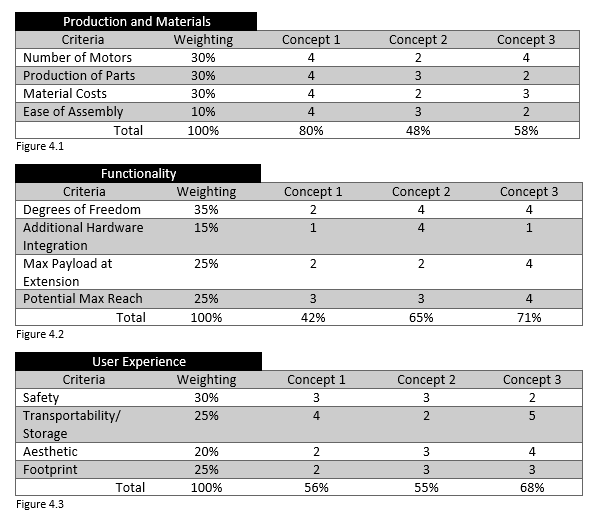 Production and Materials
Criteria Weighting Concept 1 Concept 2 Concept 3
Number of Motors 30% 4 2 4
Production of Parts 30% 4 3 2
Material Costs 30% 4 2 3
Ease of Assembly 10% 4 3 2
Total 100% 80% 48% 58%
Figure 4.1
Functionality
Criteria Weighting Concept 1 Concept 2 Concept 3
Degrees of Freedom 35% 2 4 4
Additional Hardware 15% 1 4 1
Integration
Max Payload at 25% 2 2 4
Extension
Potential Max Reach 25% 3 3 4
Total 100% 42% 65% 71%
Figure 4.2
User Experience
Criteria Weighting Concept 1 Concept 2 Concept 3
Safety 30% 3 3 2
Transportability/ 25% 4 2 5
Storage
Aesthetic 20% 2 3 4
Footprint 25% 2 3 3
Total 100% 56% 55% 68%
Figure 4.3